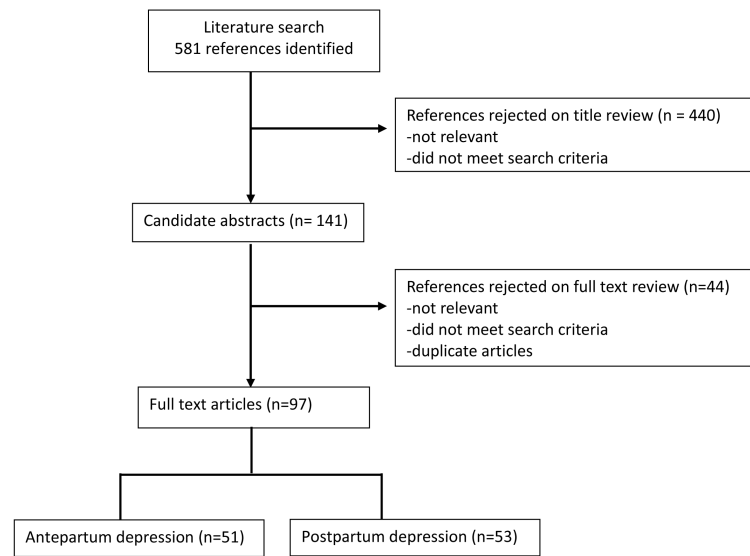 Literature search
581 references identified
References rejected on title review (n = 440)
-not relevant
-did not meet search criteria
Candidate abstracts (n= 141)
References rejected on full text review (n=44)
-not relevant
-did not meet search criteria
-duplicate articles
Full text articles (n=97)
Antepartum depression (n=51)
Postpartum depression (n=53)